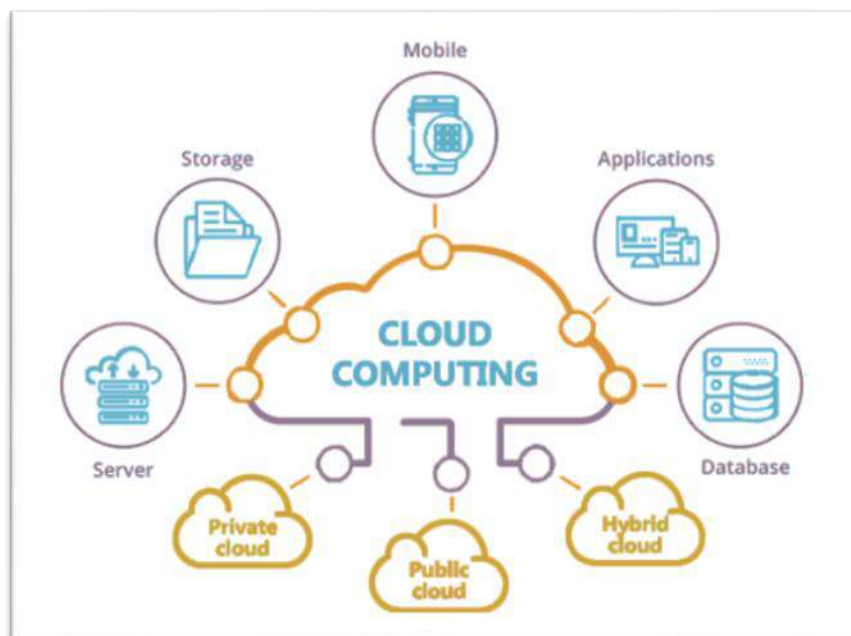 Mobile
Storage
Applications
CLOUD
COMPUTING
Server
Database
Private
cloud
Public
cloud
Hybrid
cloud